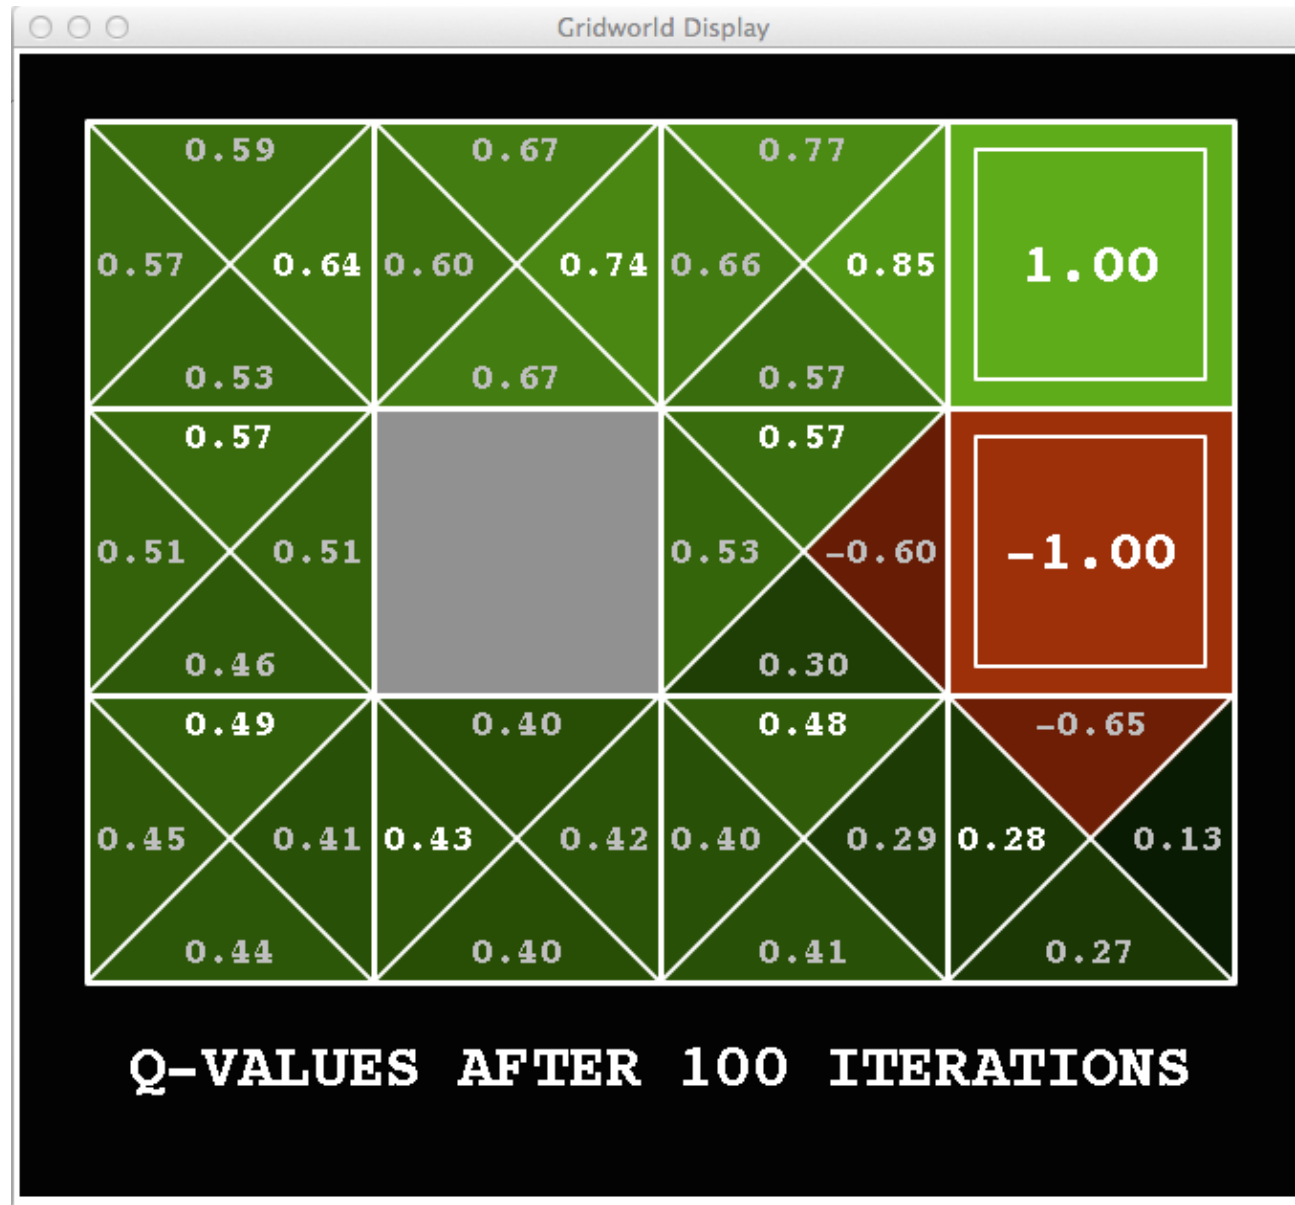 Gridworld Display
0.59 0.67 0.77
0.57 0.64 0.60 0.74 0.66 0.85 1.00
0.53 0.67 0.57
0.57 0.57
0.51 0.51 0.53 -0.60 -1.00
0.46 0.30
0.49 0.40 0.48 -0.65
0.45 0.41 0.43 0.42 0.40 0.29 0.28 0.13
0.44 0.40 0.41 0.27
Q-VALUES AFTER 100 ITERATIONS